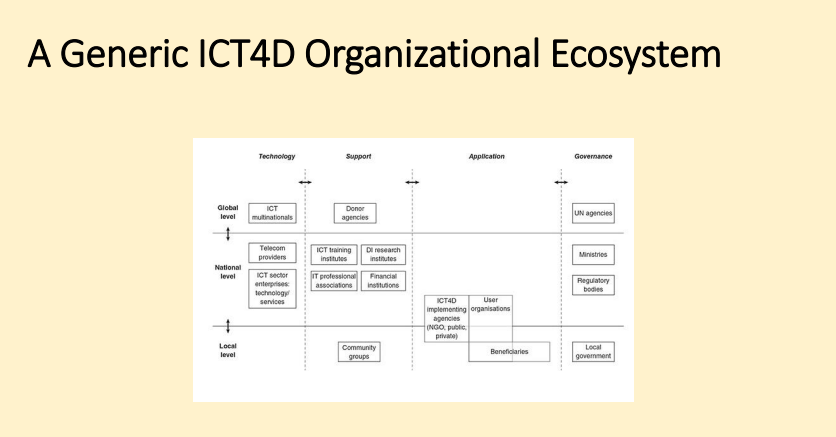 A Generic ICT4D Organizational Ecosystem
Technology
Support
Application
Governance
Global
level
ICT
multinationals
Donor
agencies
UN agencies
National
level
Telecom
providers
ICT sector
enterprises:
technology/
services
ICT training
institutes
DI research
institutes
IT professional
associations
Financial
institutions
Ministries
Regulatory
bodies
ICT4D
implementing
agencies
(NGO, public,
private)
User
organisations
Local
level
Community
groups
Beneficiaries
Local
government